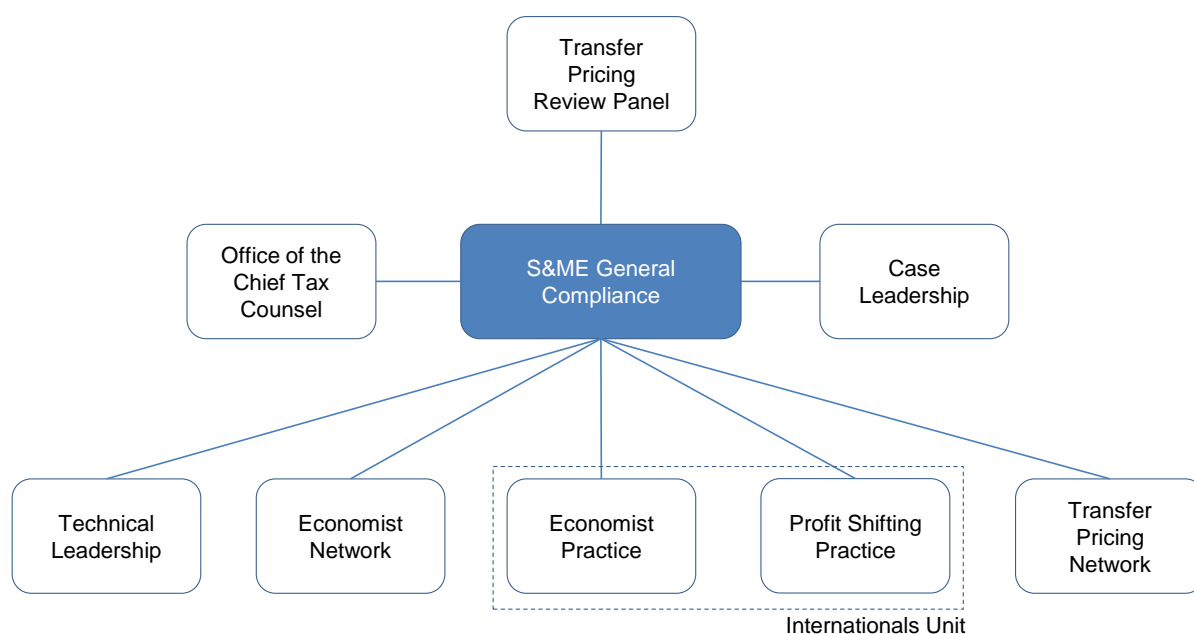 Transfer
Pricing
Review Panel
Office of the
Chief Tax
Counsel
S&ME General
Compliance
Case
Leadership
Technical
Leadership
Economist
Network
Economist
Practice
Profit Shifting
Practice
Transfer
Pricing
Network
Internationals Unit